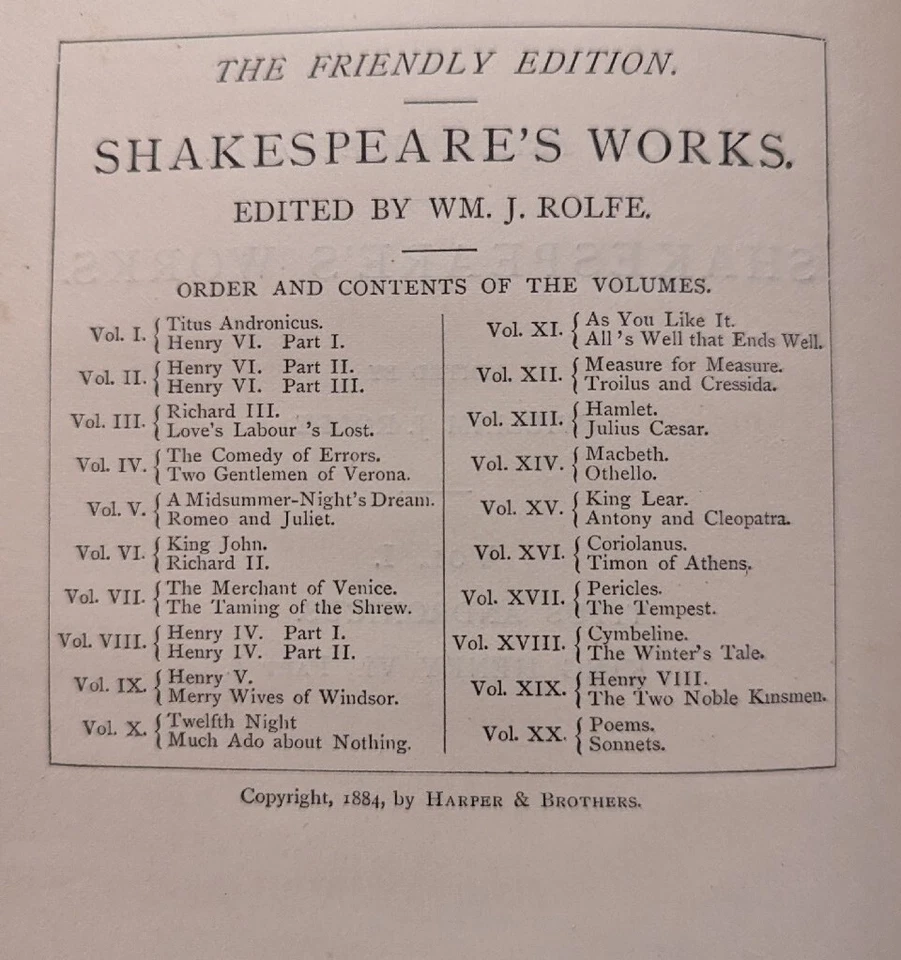 THE FRIENDLY EDITION.
SHAKESPEARE'S WORKS.
EDITED BY WM. J. ROLFE.
ORDER AND CONTENTS OF THE VOLUMES.
Vol. I. { Titus Andronicus.
Henry VI. Part I.
Vol. II. { Henry VI. Part II.
Henry VI. Part III.
Vol. III. { Richard III.
Love's Labour 's Lost.
Vol. IV. { The Comedy of Errors.
Two Gentlemen of Verona.
Vol. V. { A Midsummer-Night's Dream.
Romeo and Juliet.
Vol. VI. { King John.
Richard II.
Vol. VII. { The Merchant of Venice.
The Taming of the Shrew.
Vol. VIII. { Henry IV. Part I.
Henry IV. Part II.
Vol. IX. { Henry V.
Merry Wives of Windsor.
Vol. X. { Twelfth Night
Much Ado about Nothing.
Vol. XI. { As You Like It.
All 's Well that Ends Well.
Vol. XII. { Measure for Measure.
Troilus and Cressida.
Vol. XIII. { Hamlet.
Julius Cæsar.
Vol. XIV. { Macbeth.
Othello.
Vol. XV. { King Lear.
Antony and Cleopatra.
Vol. XVI. { Coriolanus.
Timon of Athens.
Vol. XVII. { Pericles.
The Tempest.
Vol. XVIII. { Cymbeline.
The Winter's Tale.
Vol. XIX. { Henry VIII.
The Two Noble Kinsmen.
Vol. XX. { Poems.
Sonnets.
Copyright, 1884, by HARPER & BROTHERS.